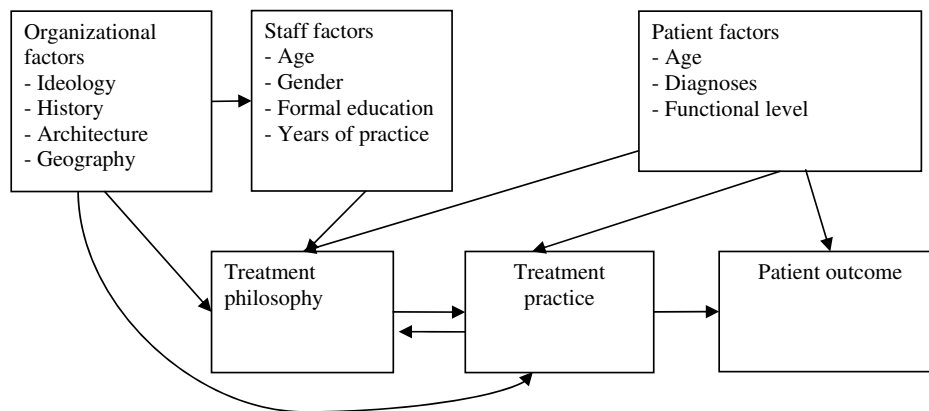 Organizational
factors
- Ideology
- History
- Architecture
- Geography
Staff factors
- Age
- Gender
- Formal education
- Years of practice
Patient factors
- Age
- Diagnoses
- Functional level
Treatment
philosophy
Treatment
practice
Patient outcome